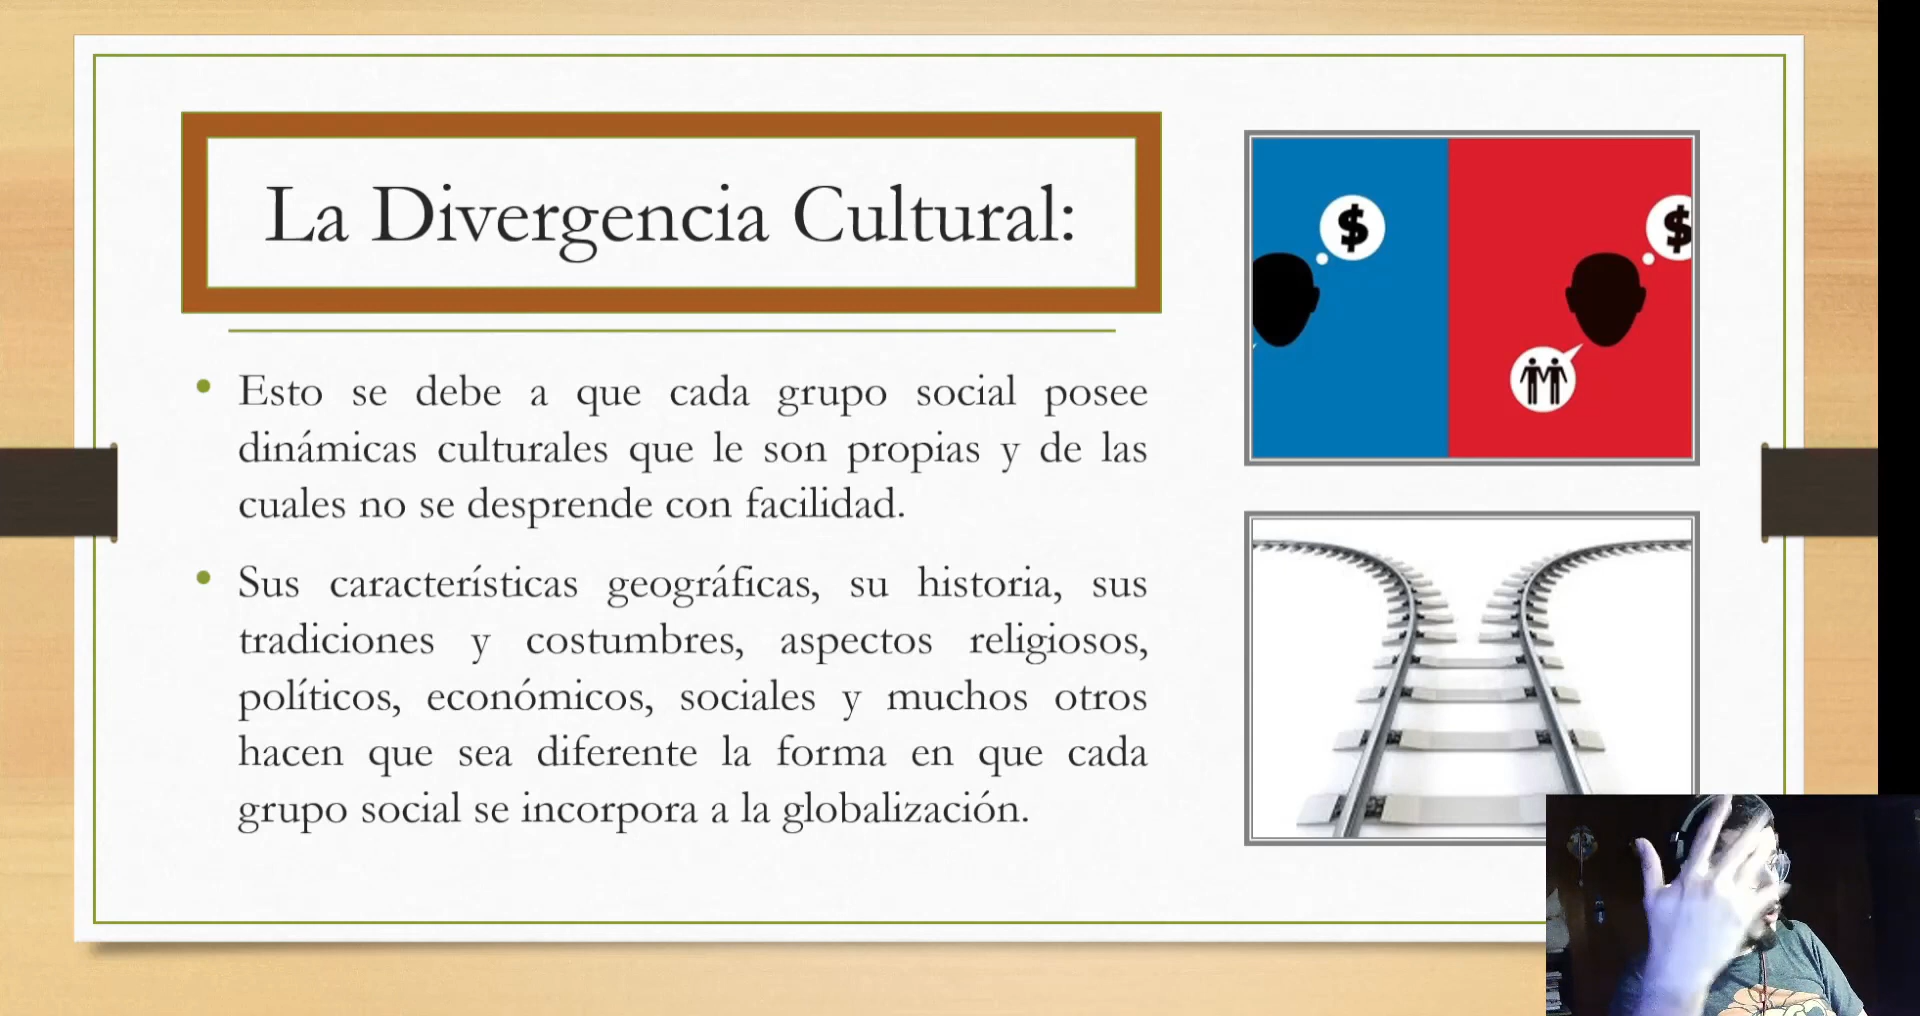 La Divergencia Cultural:
Esto se debe a que cada grupo social posee
dinámicas culturales que le son propias y de las
cuales no se desprende con facilidad.
Sus características geográficas, su historia, sus
tradiciones y costumbres, aspectos religiosos,
políticos, económicos, sociales y muchos otros
hacen que sea diferente la forma en que cada
grupo social se incorpora a la globalización.
$
$